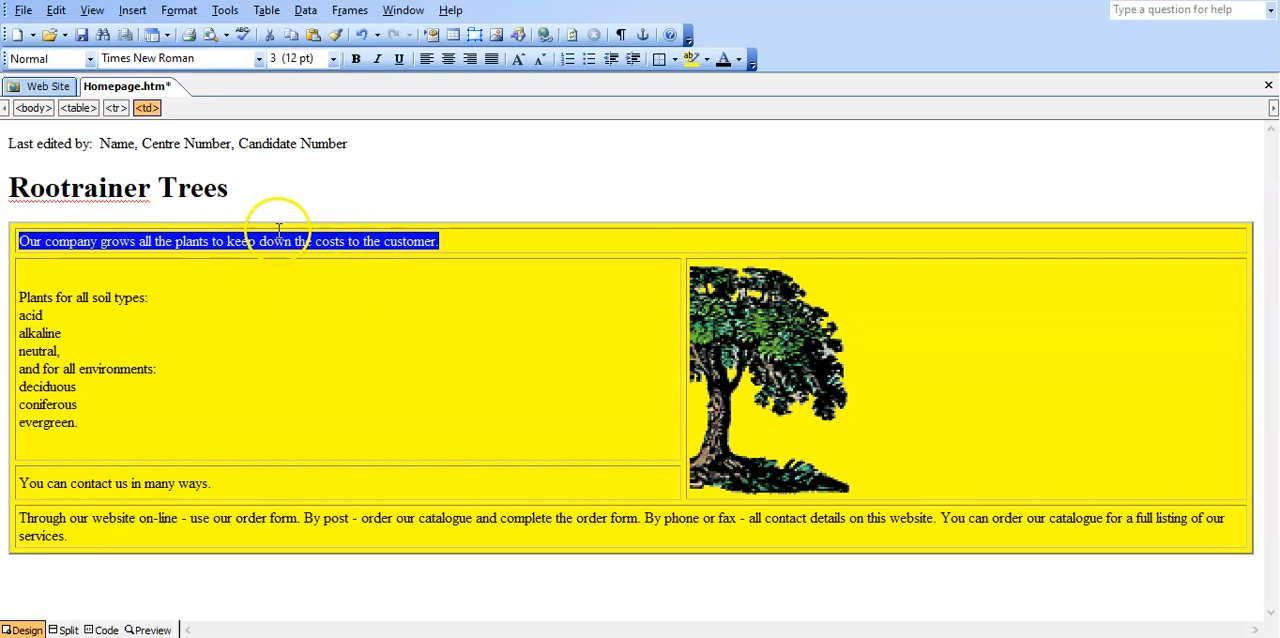 File Edit View Insert Format Tools Table Data Frames Window Help
Type a question for help
Normal Times New Roman 3 (12 pt)
Web Site Homepage.htm*
<body> <table> <tr> <td>
Last edited by: Name, Centre Number, Candidate Number
Rootrainer Trees
Our company grows all the plants to keep down the costs to the customer.
Plants for all soil types:
acid
alkaline
neutral,
and for all environments:
deciduous
coniferous
evergreen.
You can contact us in many ways.
Through our website on-line - use our order form. By post - order our catalogue and complete the order form. By phone or fax - all contact details on this website. You can order our catalogue for a full listing of our
services.
Design Split Code Preview